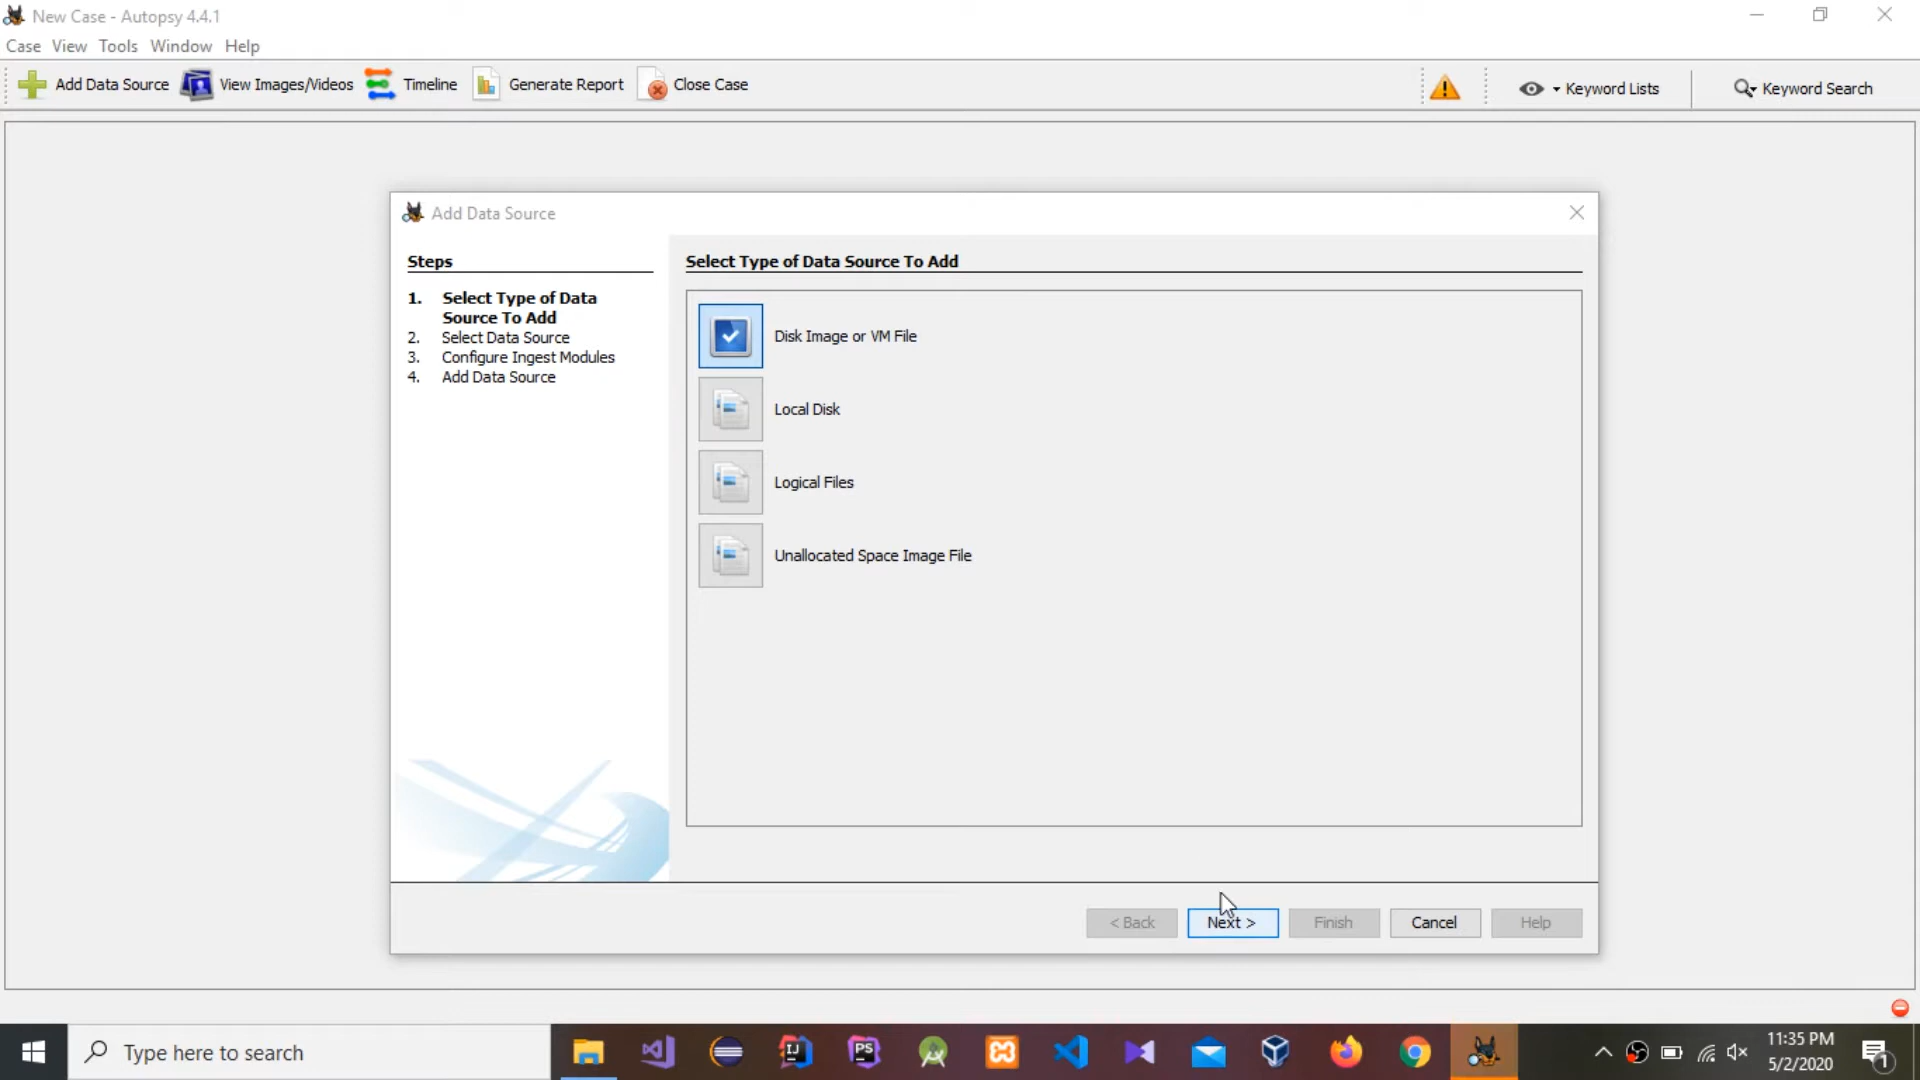 New Case - Autopsy 4.4.1
Case View Tools Window Help
Add Data Source View Images/Videos Timeline Generate Report Close Case Keyword Lists Keyword Search
Add Data Source
Steps
1. Select Type of Data
Source To Add
2. Select Data Source
3. Configure Ingest Modules
4. Add Data Source
Select Type of Data Source To Add
Disk Image or VM File
Local Disk
Logical Files
Unallocated Space Image File
< Back Next > Finish Cancel Help
Type here to search
IJ
PS
11:35 PM
5/2/2020
1